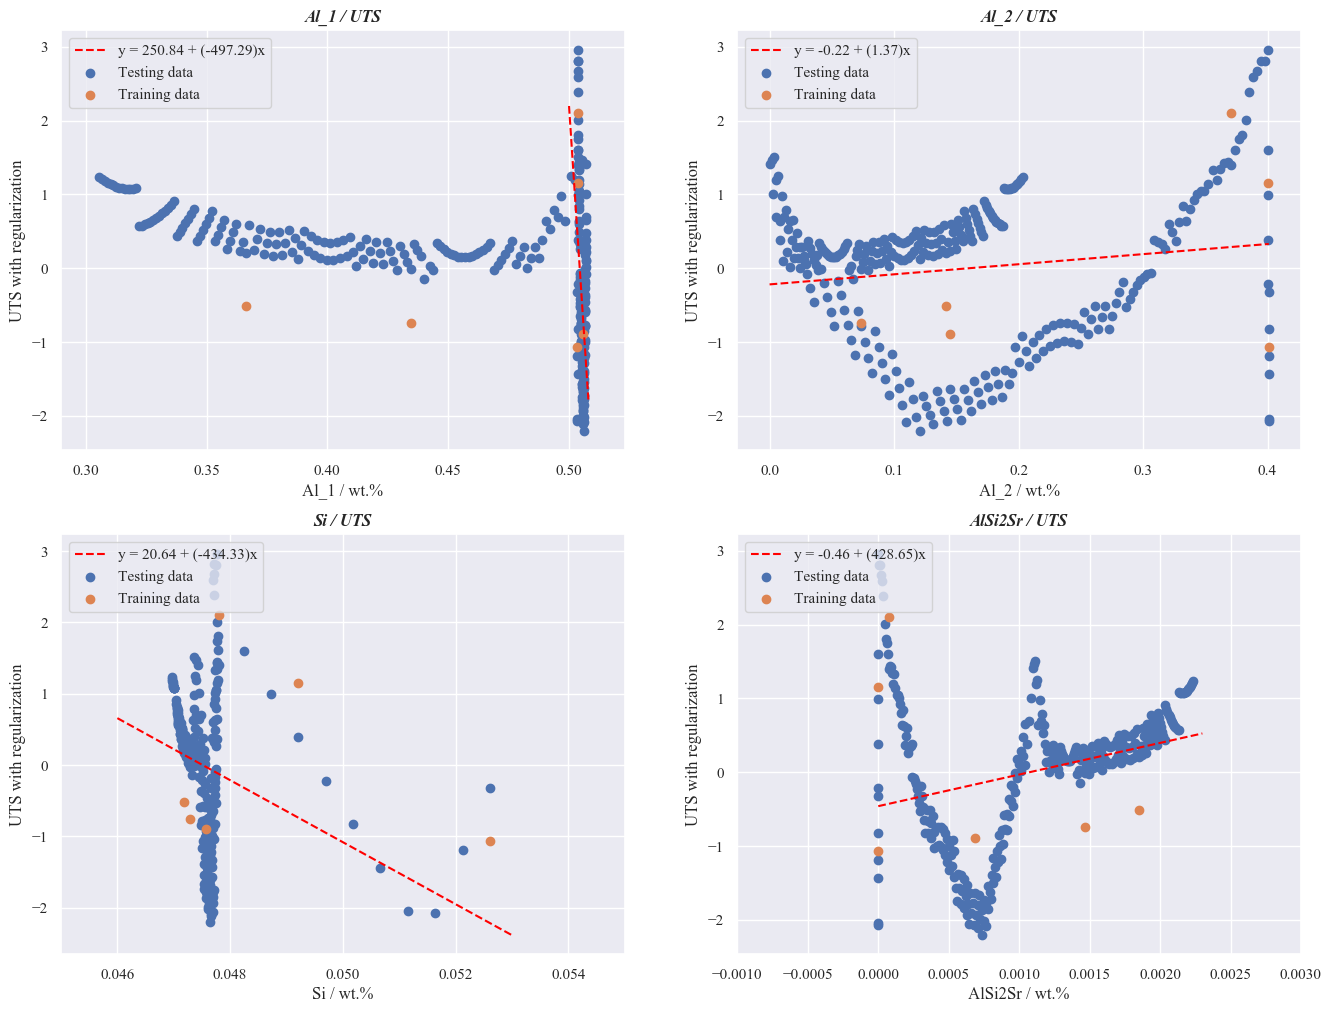 Al_1 / UTS
y = 250.84 + (-497.29)x
Testing data
Training data
3
2
1
0
−1
−2
UTS with regularization
0.30 0.35 0.40 0.45 0.50
Al_1 / wt.%
Al_2 / UTS
y = -0.22 + (1.37)x
Testing data
Training data
3
2
1
0
−1
−2
UTS with regularization
0.0 0.1 0.2 0.3 0.4
Al_2 / wt.%
Si / UTS
y = 20.64 + (-434.33)x
Testing data
Training data
3
2
1
0
−1
−2
UTS with regularization
0.046 0.048 0.050 0.052 0.054
Si / wt.%
AlSi2Sr / UTS
y = -0.46 + (428.65)x
Testing data
Training data
3
2
1
0
−1
−2
UTS with regularization
−0.0010 −0.0005 0.0000 0.0005 0.0010 0.0015 0.0020 0.0025 0.0030
AlSi2Sr / wt.%